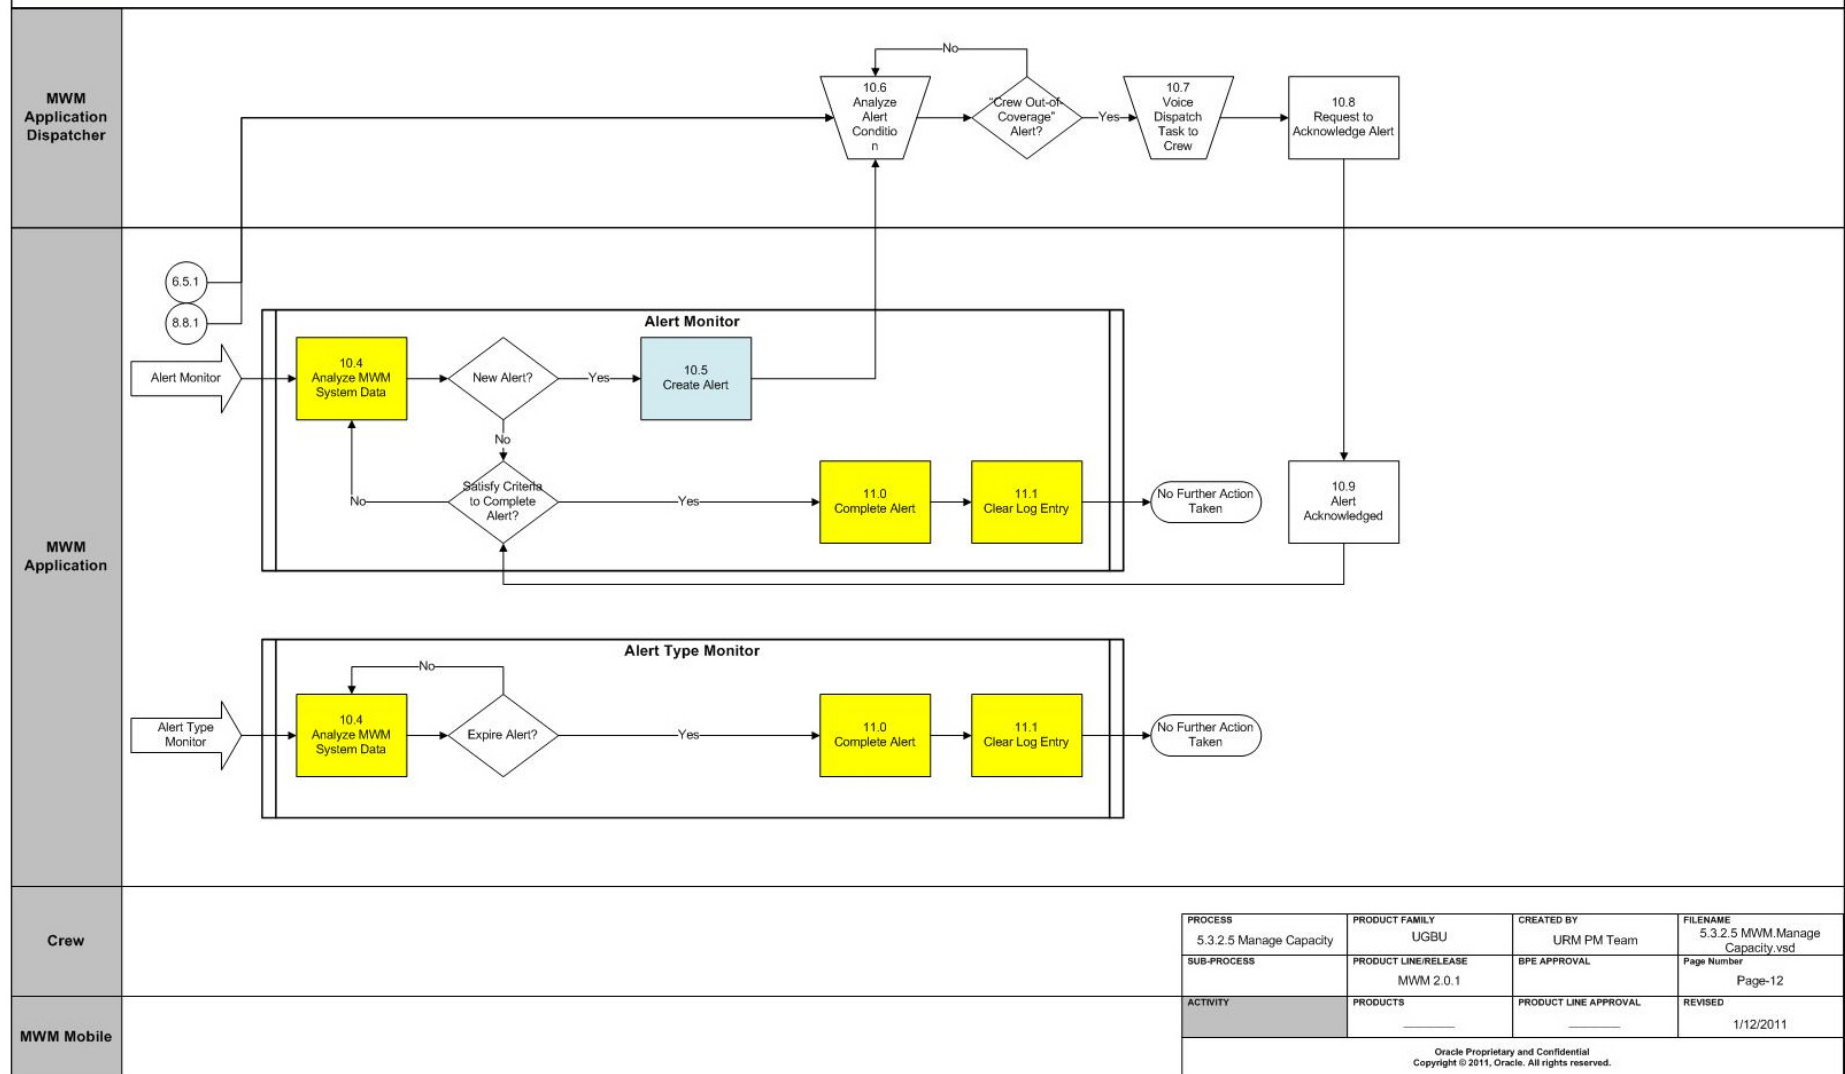 MWM
Application
Dispatcher
No
10.6
Analyze
Alert
Conditio
n
"Crew Out-of-
Coverage"
Alert?
Yes
10.7
Voice
Dispatch
Task to
Crew
10.8
Request to
Acknowledge Alert
MWM
Application
6.5.1
8.8.1
Alert Monitor
Alert Monitor
10.4
Analyze MWM
System Data
New Alert?
Yes
10.5
Create Alert
No
No
Satisfy Criteria
to Complete
Alert?
Yes
11.0
Complete Alert
11.1
Clear Log Entry
No Further Action
Taken
10.9
Alert
Acknowledged
Alert Type Monitor
No
Alert Type
Monitor
10.4
Analyze MWM
System Data
Expire Alert?
Yes
11.0
Complete Alert
11.1
Clear Log Entry
No Further Action
Taken
Crew
MWM Mobile
PROCESS
5.3.2.5 Manage Capacity
PRODUCT FAMILY
UGBU
CREATED BY
URM PM Team
FILENAME
5.3.2.5 MWM.Manage
Capacity.vsd
SUB-PROCESS
PRODUCT LINE/RELEASE
MWM 2.0.1
BPE APPROVAL
Page Number
Page-12
ACTIVITY
PRODUCTS
PRODUCT LINE APPROVAL
REVISED
1/12/2011
Oracle Proprietary and Confidential
Copyright © 2011, Oracle. All rights reserved.